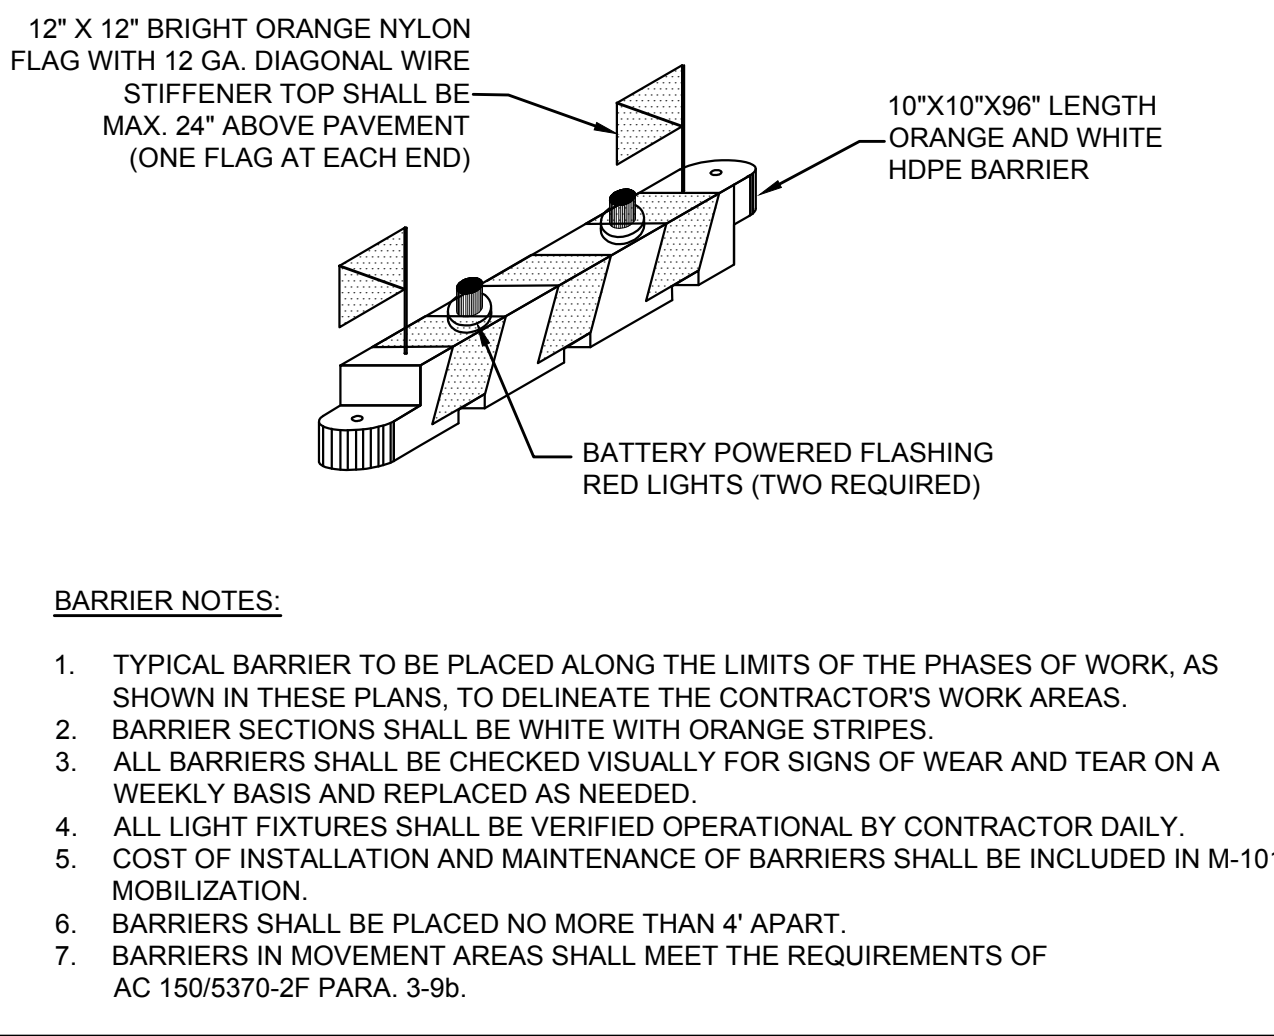 12" X 12" BRIGHT ORANGE NYLON
FLAG WITH 12 GA. DIAGONAL WIRE
STIFFENER TOP SHALL BE
MAX. 24" ABOVE PAVEMENT
(ONE FLAG AT EACH END)
10"X10"X96" LENGTH
ORANGE AND WHITE
HDPE BARRIER
BATTERY POWERED FLASHING
RED LIGHTS (TWO REQUIRED)
BARRIER NOTES:
1. TYPICAL BARRIER TO BE PLACED ALONG THE LIMITS OF THE PHASES OF WORK, AS
SHOWN IN THESE PLANS, TO DELINEATE THE CONTRACTOR'S WORK AREAS.
2. BARRIER SECTIONS SHALL BE WHITE WITH ORANGE STRIPES.
3. ALL BARRIERS SHALL BE CHECKED VISUALLY FOR SIGNS OF WEAR AND TEAR ON A
WEEKLY BASIS AND REPLACED AS NEEDED.
4. ALL LIGHT FIXTURES SHALL BE VERIFIED OPERATIONAL BY CONTRACTOR DAILY.
5. COST OF INSTALLATION AND MAINTENANCE OF BARRIERS SHALL BE INCLUDED IN M-101
MOBILIZATION.
6. BARRIERS SHALL BE PLACED NO MORE THAN 4' APART.
7. BARRIERS IN MOVEMENT AREAS SHALL MEET THE REQUIREMENTS OF
AC 150/5370-2F PARA. 3-9b.